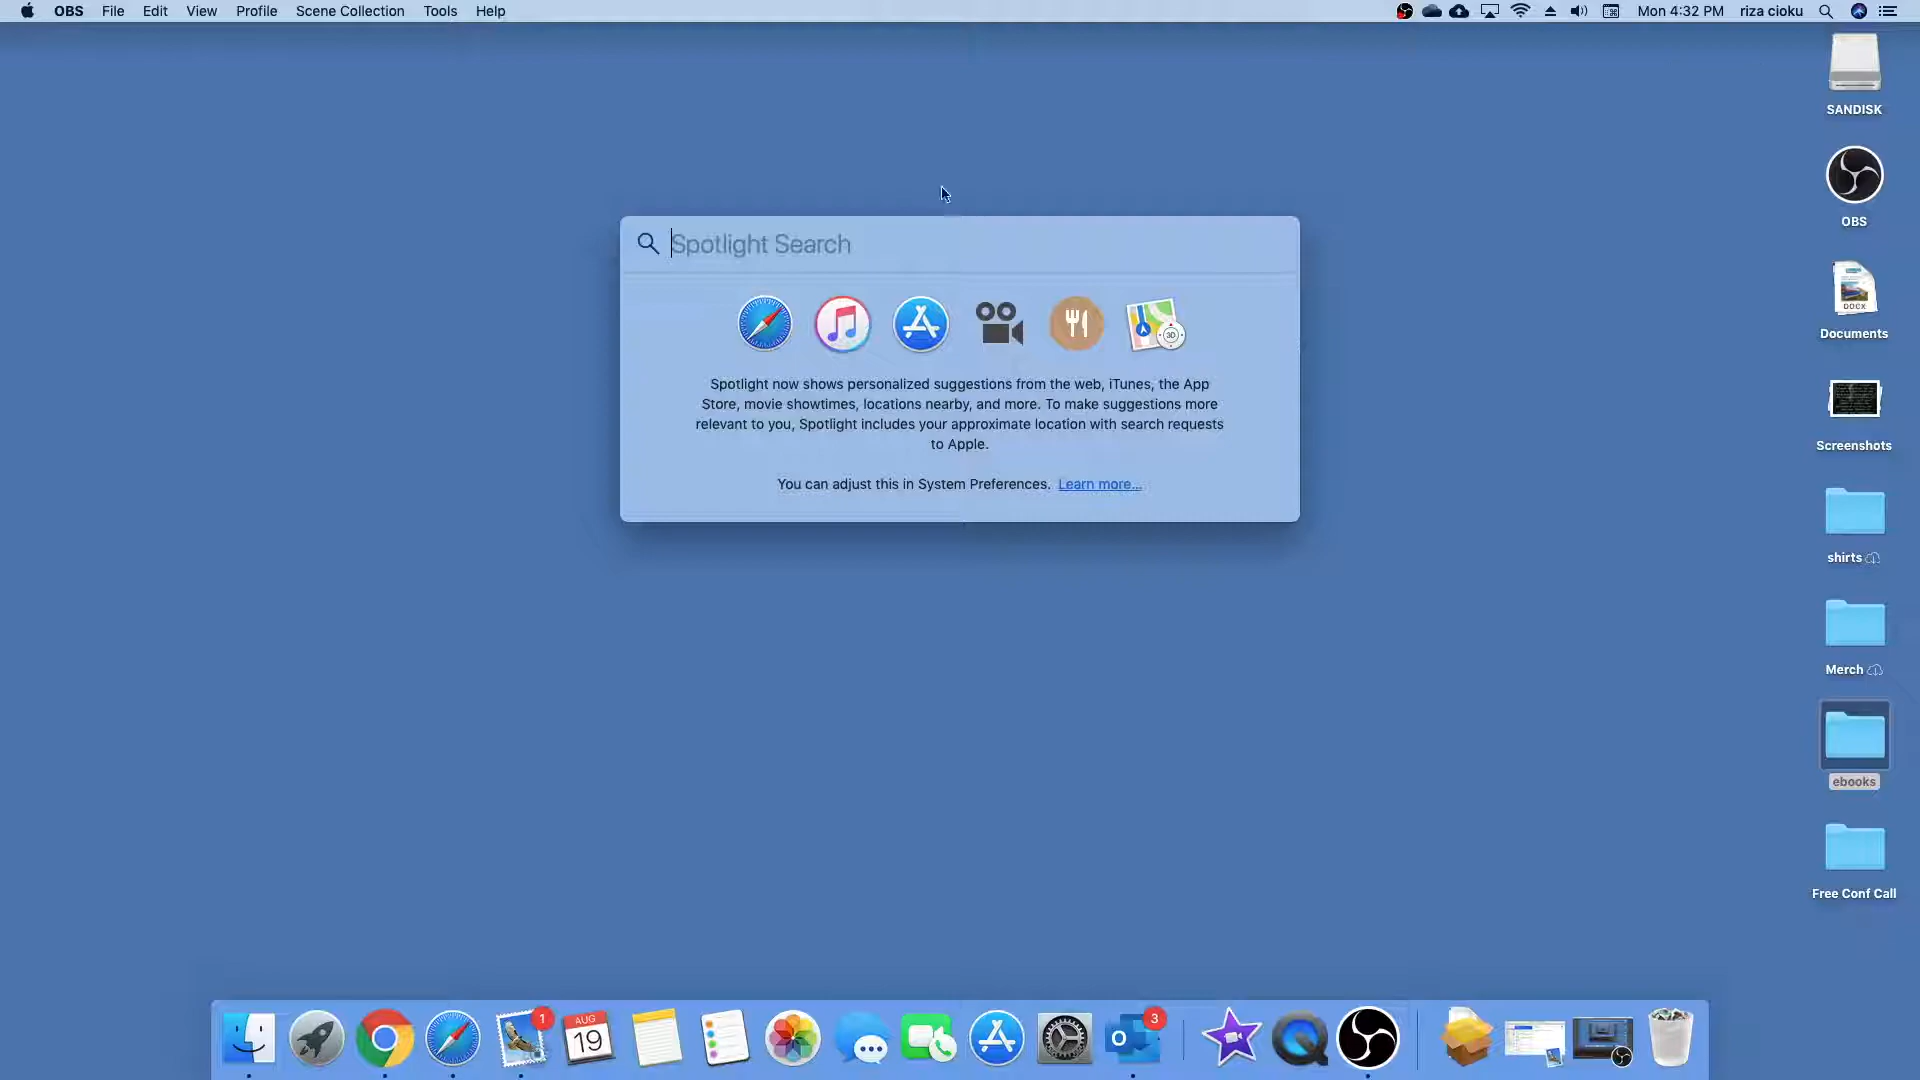 OBS File Edit View Profile Scene Collection Tools Help Mon 4:32 PM riza cioku
SANDISK
OBS
DOCX
Documents
Screenshots
shirts
Merch
ebooks
Free Conf Call
Spotlight Search
3D
Spotlight now shows personalized suggestions from the web, iTunes, the App
Store, movie showtimes, locations nearby, and more. To make suggestions more
relevant to you, Spotlight includes your approximate location with search requests
to Apple.
You can adjust this in System Preferences. Learn more...
1
AUG
19
3